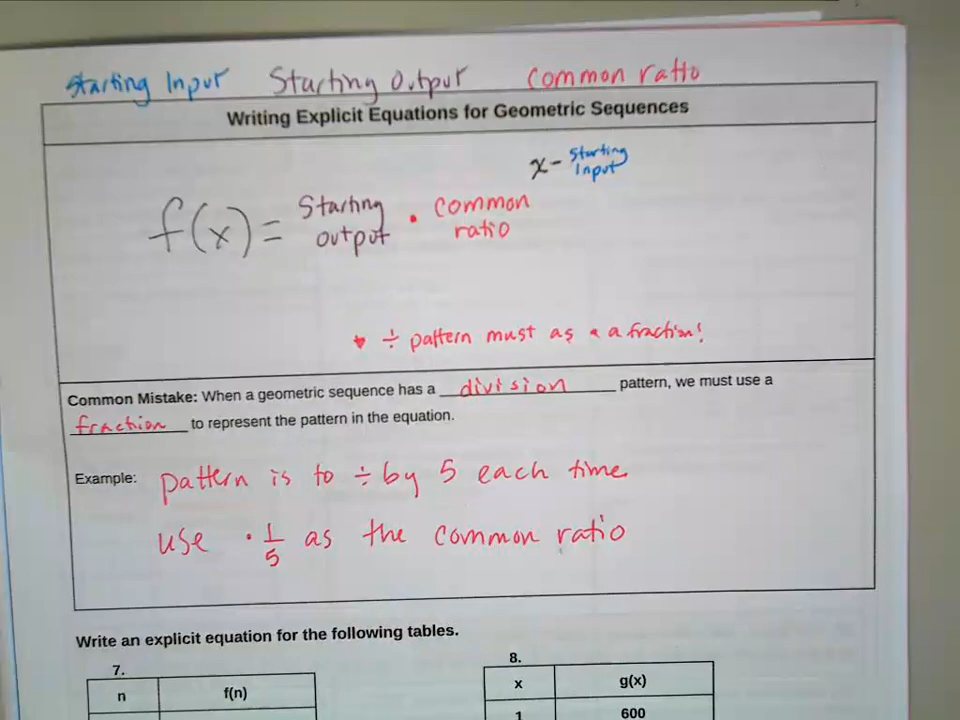 Starting Input Starting Output common ratio
Writing Explicit Equations for Geometric Sequences
x - Starting Input
f(x) = Starting output · common ratio
÷ pattern must as a a fraction!
Common Mistake: When a geometric sequence has a division pattern, we must use a
fraction to represent the pattern in the equation.
Example: pattern is to ÷ by 5 each time
use · 1/5 as the common ratio
Write an explicit equation for the following tables.
7. 8.
n f(n) x g(x)
1 600